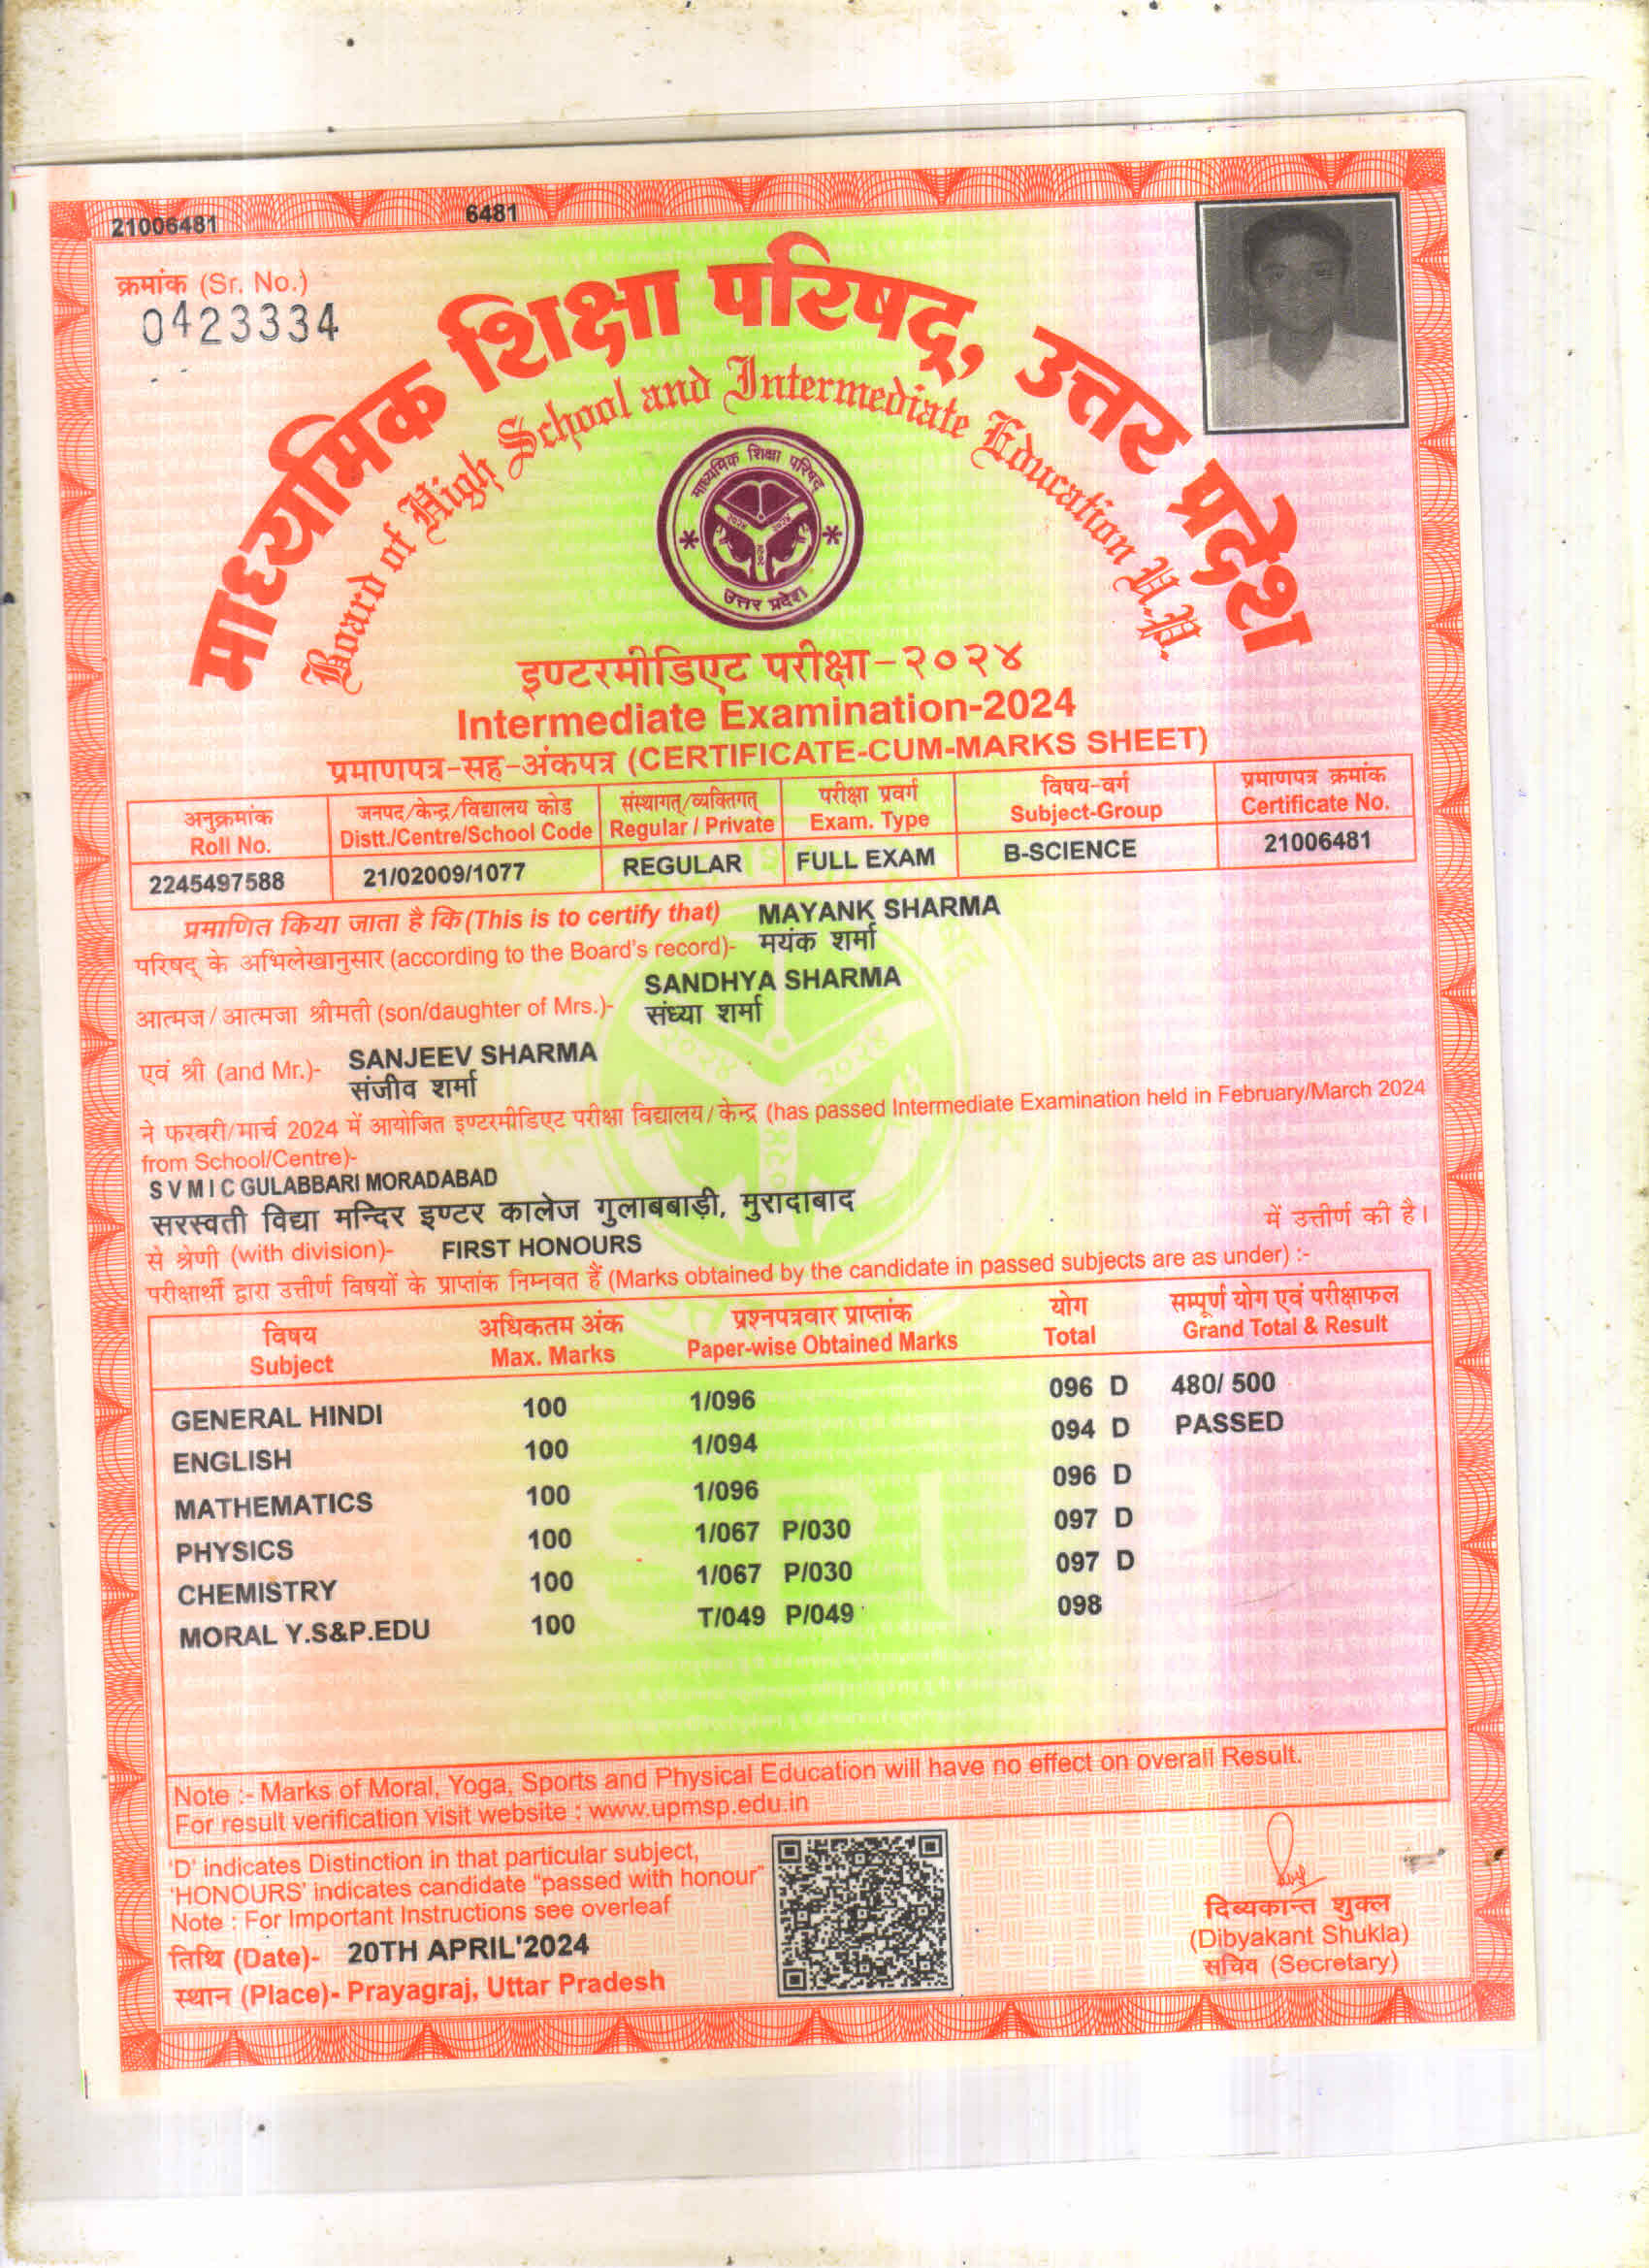 21006481 6481
क्रमांक (Sr. No.)
0423334
माध्यमिक शिक्षा परिषद्, उत्तर प्रदेश
Board of High School and Intermediate Education U.P.
माध्यमिक शिक्षा परिषद्
२०२४ २०२४
उत्तर प्रदेश
इण्टरमीडिएट परीक्षा-२०२४
Intermediate Examination-2024
प्रमाणपत्र-सह-अंकपत्र (CERTIFICATE-CUM-MARKS SHEET)
अनुक्रमांक जनपद/केन्द्र/विद्यालय कोड संस्थागत्/व्यक्तिगत् परीक्षा प्रवर्ग विषय-वर्ग प्रमाणपत्र क्रमांक
Roll No. Distt./Centre/School Code Regular / Private Exam. Type Subject-Group Certificate No.
2245497588 21/02009/1077 REGULAR FULL EXAM B-SCIENCE 21006481
प्रमाणित किया जाता है कि (This is to certify that) MAYANK SHARMA
परिषद् के अभिलेखानुसार (according to the Board's record)- मयंक शर्मा
SANDHYA SHARMA
आत्मज / आत्मजा श्रीमती (son/daughter of Mrs.)- संध्या शर्मा
एवं श्री (and Mr.)- SANJEEV SHARMA
संजीव शर्मा
ने फरवरी/मार्च 2024 में आयोजित इण्टरमीडिएट परीक्षा विद्यालय/केन्द्र (has passed Intermediate Examination held in February/March 2024
from School/Centre)-
S V M I C GULABBARI MORADABAD
सरस्वती विद्या मन्दिर इण्टर कालेज गुलाबबाड़ी, मुरादाबाद
में उत्तीर्ण की है।
से श्रेणी (with division)- FIRST HONOURS
परीक्षार्थी द्वारा उत्तीर्ण विषयों के प्राप्तांक निम्नवत हैं (Marks obtained by the candidate in passed subjects are as under) :-
विषय अधिकतम अंक प्रश्नपत्रवार प्राप्तांक योग सम्पूर्ण योग एवं परीक्षाफल
Subject Max. Marks Paper-wise Obtained Marks Total Grand Total & Result
GENERAL HINDI 100 1/096 096 D 480/ 500
ENGLISH 100 1/094 094 D PASSED
MATHEMATICS 100 1/096 096 D
PHYSICS 100 1/067 P/030 097 D
CHEMISTRY 100 1/067 P/030 097 D
MORAL Y.S&P.EDU 100 T/049 P/049 098
Note :- Marks of Moral, Yoga, Sports and Physical Education will have no effect on overall Result.
For result verification visit website : www.upmsp.edu.in
'D' indicates Distinction in that particular subject,
'HONOURS' indicates candidate "passed with honour"
Note : For Important Instructions see overleaf
तिथि (Date)- 20TH APRIL'2024
स्थान (Place)- Prayagraj, Uttar Pradesh
दिव्यकान्त शुक्ल
(Dibyakant Shukla)
सचिव (Secretary)